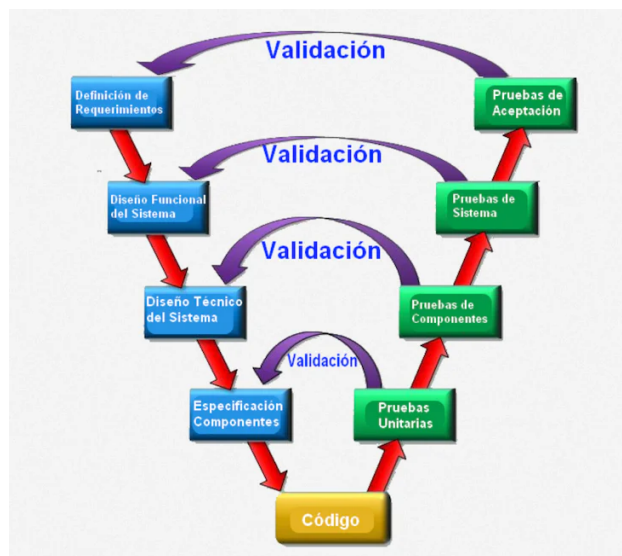 Validación
Definición de
Requerimientos
Pruebas de
Aceptación
Validación
Diseño Funcional
del Sistema
Pruebas de
Sistema
Validación
Diseño Técnico
del Sistema
Pruebas de
Componentes
Validación
Especificación
Componentes
Pruebas
Unitarias
Código